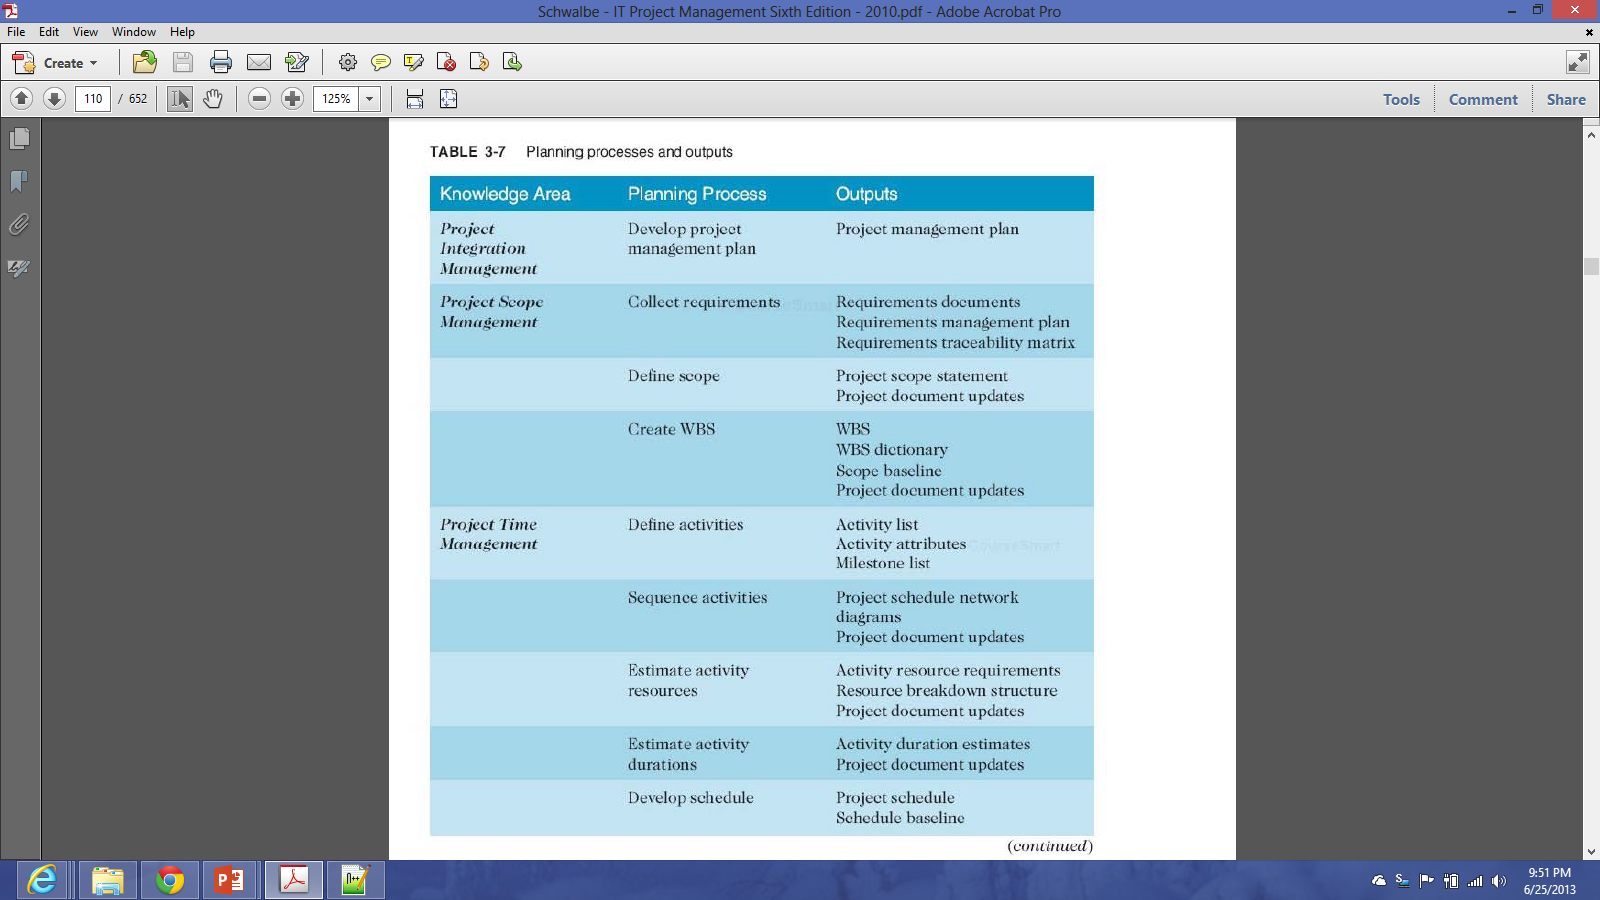 Schwalbe - IT Project Management Sixth Edition - 2010.pdf - Adobe Acrobat Pro
File Edit View Window Help
Create
110 / 652 125% Tools Comment Share
TABLE 3-7 Planning processes and outputs
Knowledge Area Planning Process Outputs
Project Develop project Project management plan
Integration management plan
Management
Project Scope Collect requirements Requirements documents
Management Requirements management plan
Requirements traceability matrix
Define scope Project scope statement
Project document updates
Create WBS WBS
WBS dictionary
Scope baseline
Project document updates
Project Time Define activities Activity list
Management Activity attributes
Milestone list
Sequence activities Project schedule network
diagrams
Project document updates
Estimate activity Activity resource requirements
resources Resource breakdown structure
Project document updates
Estimate activity Activity duration estimates
durations Project document updates
Develop schedule Project schedule
Schedule baseline
(continued)
9:51 PM
6/25/2013